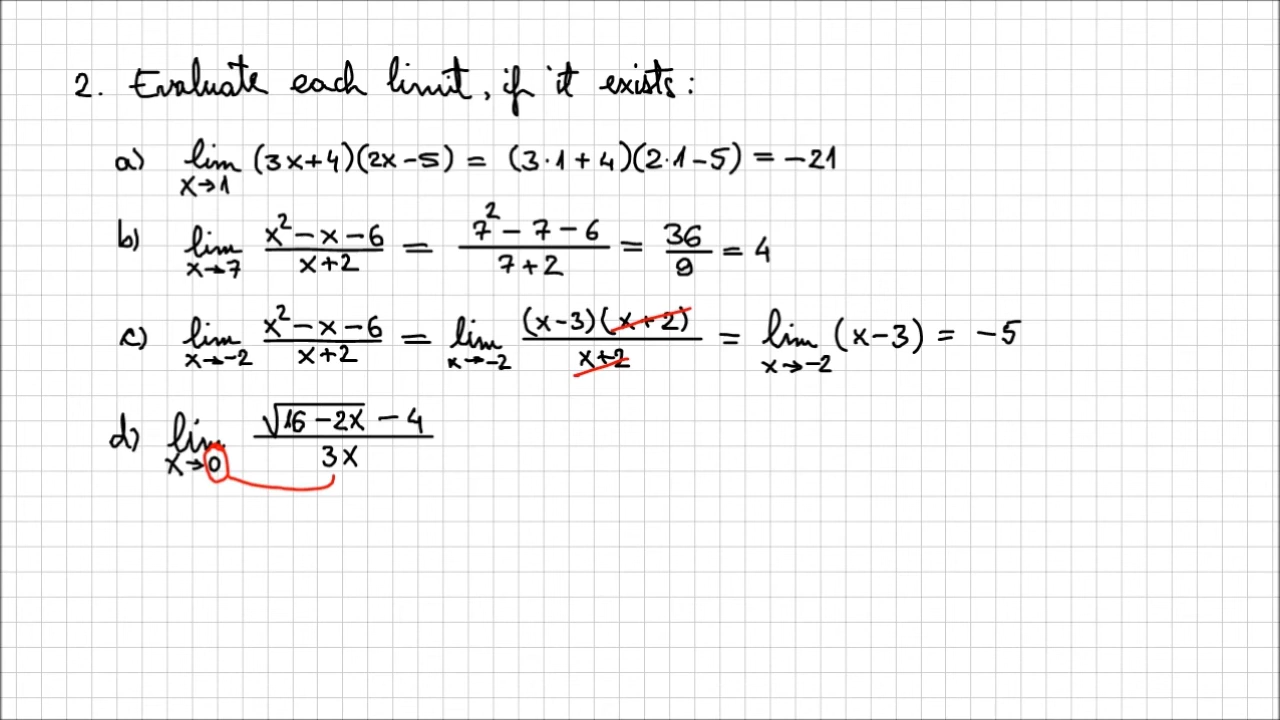 2. Evaluate each limit, if it exists:
a) lim x→1 (3x+4)(2x-5) = (3·1+4)(2·1-5) = -21
b) lim x→7 (x²-x-6)/(x+2) = (7²-7-6)/(7+2) = 36/9 = 4
c) lim x→-2 (x²-x-6)/(x+2) = lim x→-2 (x-3)(x+2)/(x+2) = lim x→-2 (x-3) = -5
d) lim x→0 (√(16-2x) - 4)/(3x)